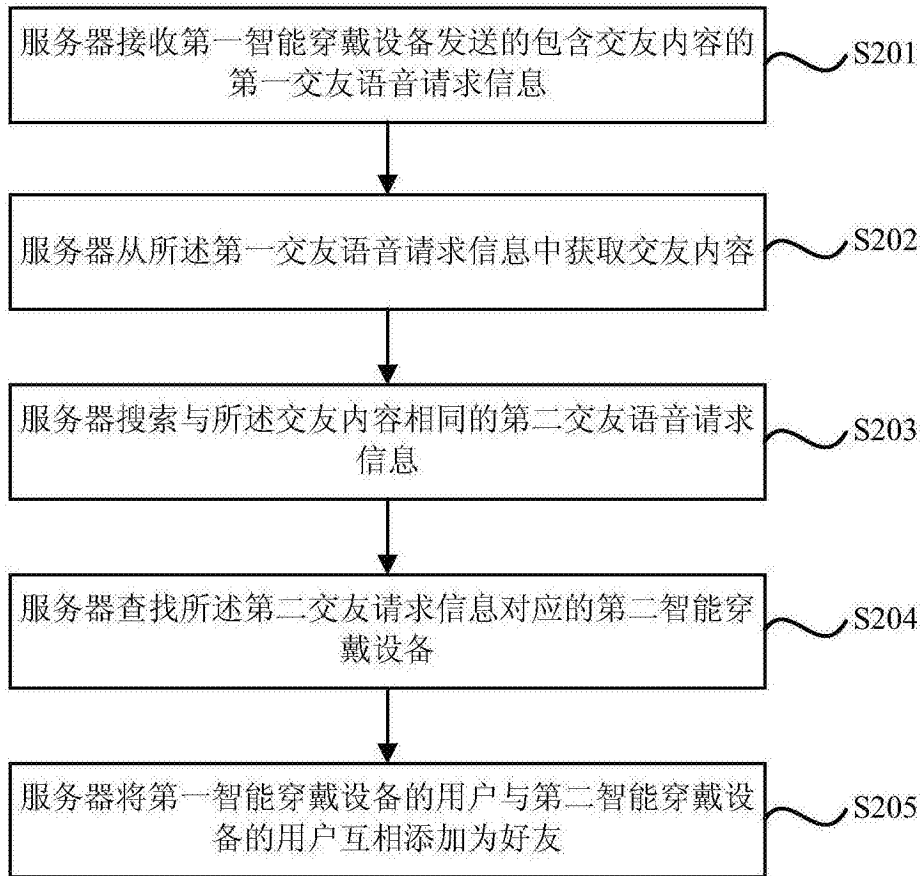 服务器接收第一智能穿戴设备发送的包含交友内容的
第一交友语音请求信息
S201
服务器从所述第一交友语音请求信息中获取交友内容
S202
服务器搜索与所述交友内容相同的第二交友语音请求
信息
S203
服务器查找所述第二交友请求信息对应的第二智能穿
戴设备
S204
服务器将第一智能穿戴设备的用户与第二智能穿戴设
备的用户互相添加为好友
S205